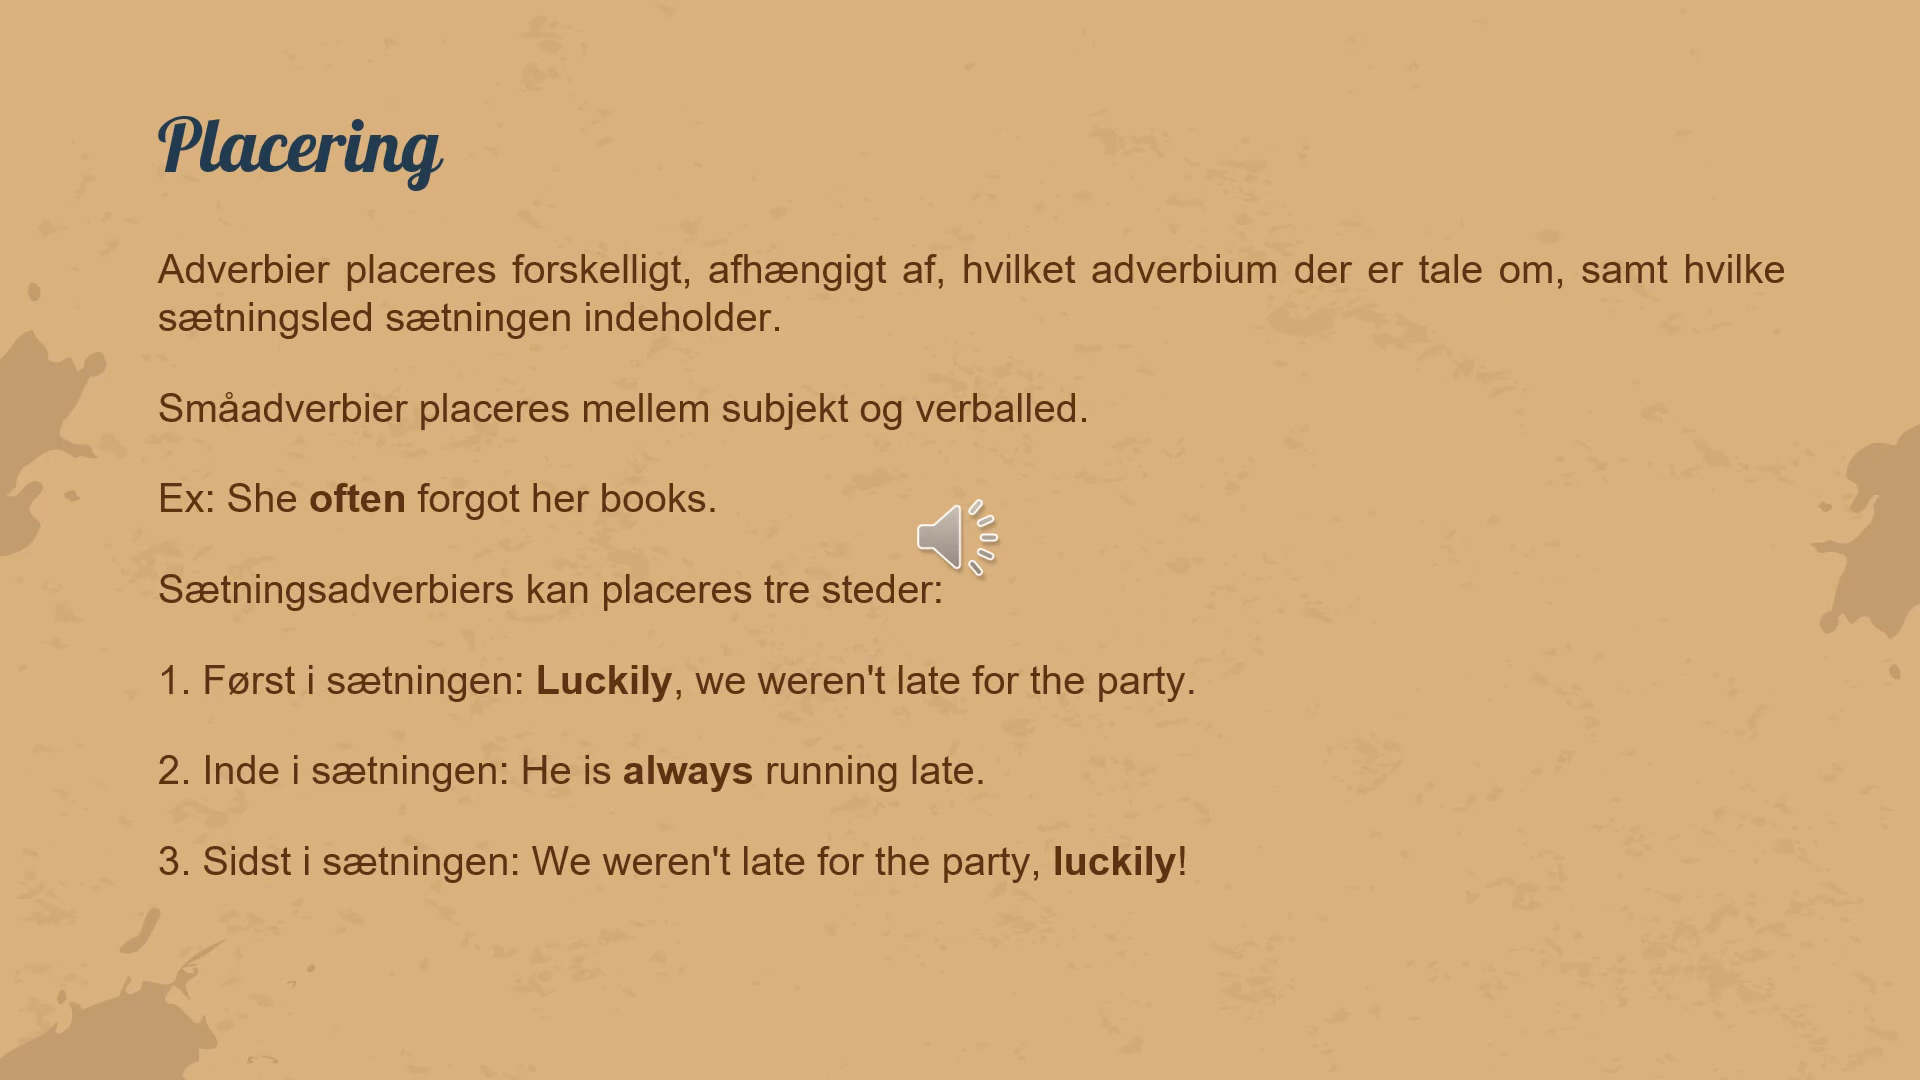 Placering
Adverbier placeres forskelligt, afhængigt af, hvilket adverbium der er tale om, samt hvilke
sætningsled sætningen indeholder.
Småadverbier placeres mellem subjekt og verballed.
Ex: She often forgot her books.
Sætningsadverbiers kan placeres tre steder:
1. Først i sætningen: Luckily, we weren't late for the party.
2. Inde i sætningen: He is always running late.
3. Sidst i sætningen: We weren't late for the party, luckily!